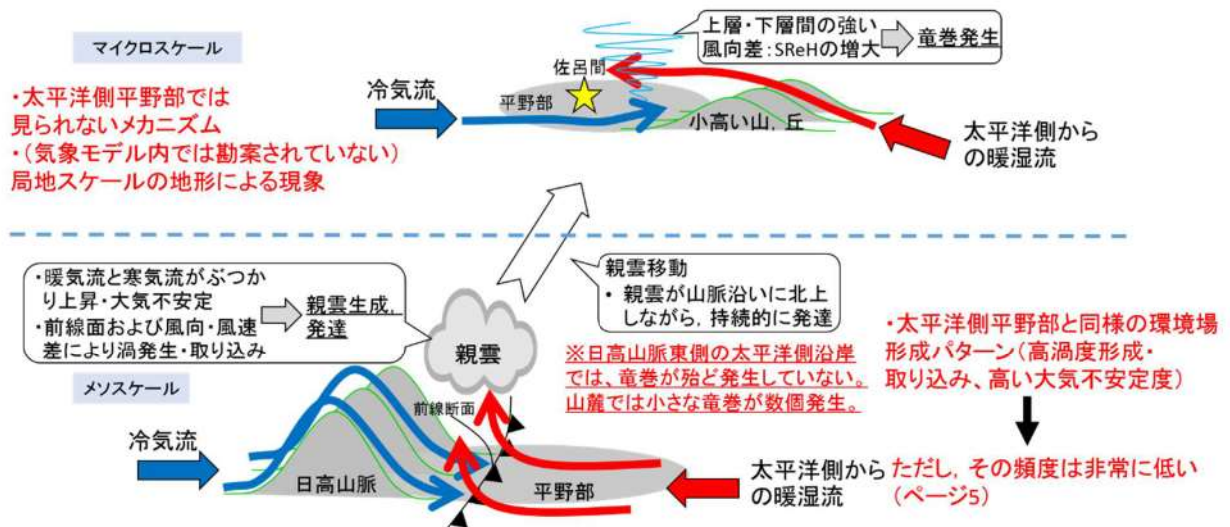 マイクロスケール
・太平洋側平野部では
見られないメカニズム
・（気象モデル内では勘案されていない）
局地スケールの地形による現象
冷気流
佐呂間
平野部
小高い山，丘
上層・下層間の強い
風向差：SReHの増大
竜巻発生
太平洋側から
の暖湿流
・暖気流と寒気流がぶつか
り上昇・大気不安定
・前線面および風向・風速
差により渦発生・取り込み
親雲生成，
発達
親雲
親雲移動
・ 親雲が山脈沿いに北上
しながら，持続的に発達
※日高山脈東側の太平洋側沿岸
では、竜巻が殆ど発生していない。
山麓では小さな竜巻が数個発生。
・太平洋側平野部と同様の環境場
形成パターン（高渦度形成・
取り込み、高い大気不安定度）
ただし，その頻度は非常に低い
（ページ5）
メソスケール
冷気流
前線断面
日高山脈
平野部
太平洋側から
の暖湿流